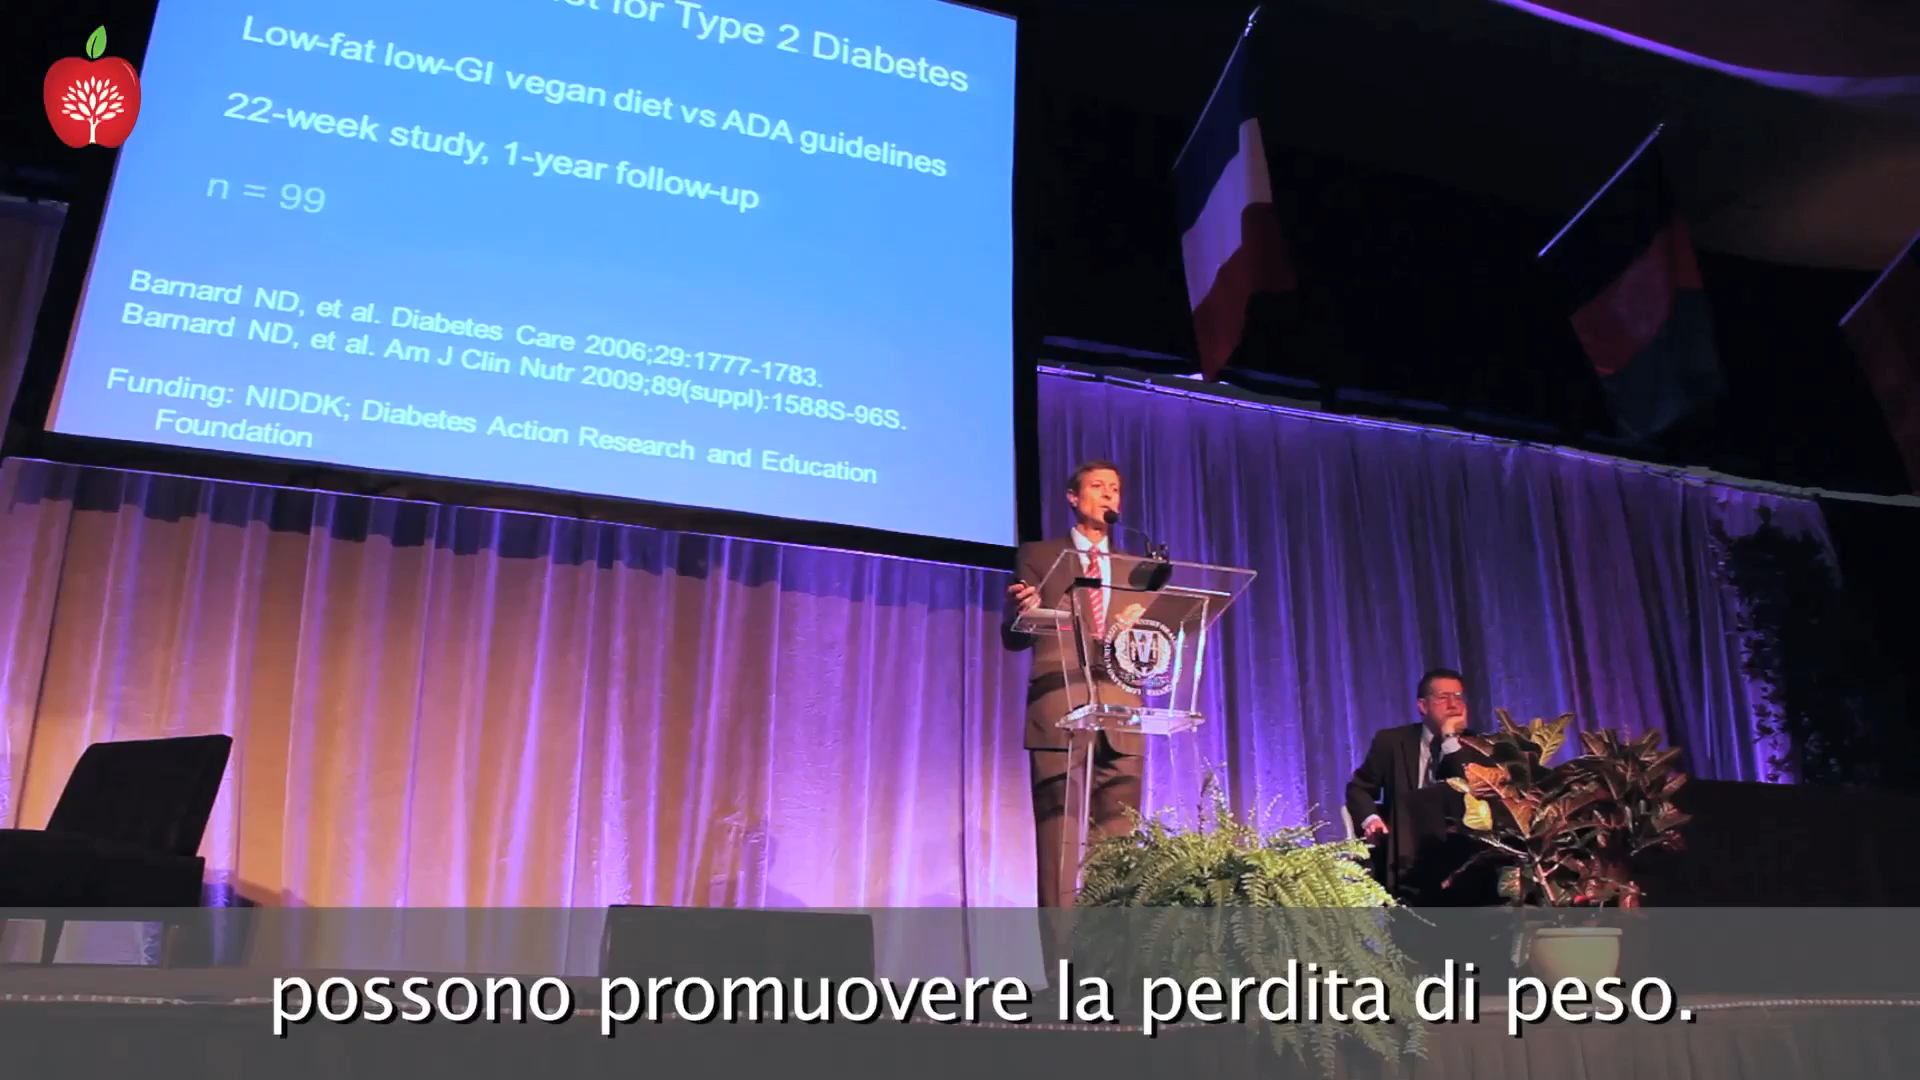 for Type 2 Diabetes
Low-fat low-GI vegan diet vs ADA guidelines
22-week study, 1-year follow-up
n = 99
Barnard ND, et al. Diabetes Care 2006;29:1777-1783.
Barnard ND, et al. Am J Clin Nutr 2009;89(suppl):1588S-96S.
Funding: NIDDK; Diabetes Action Research and Education
Foundation
possono promuovere la perdita di peso.